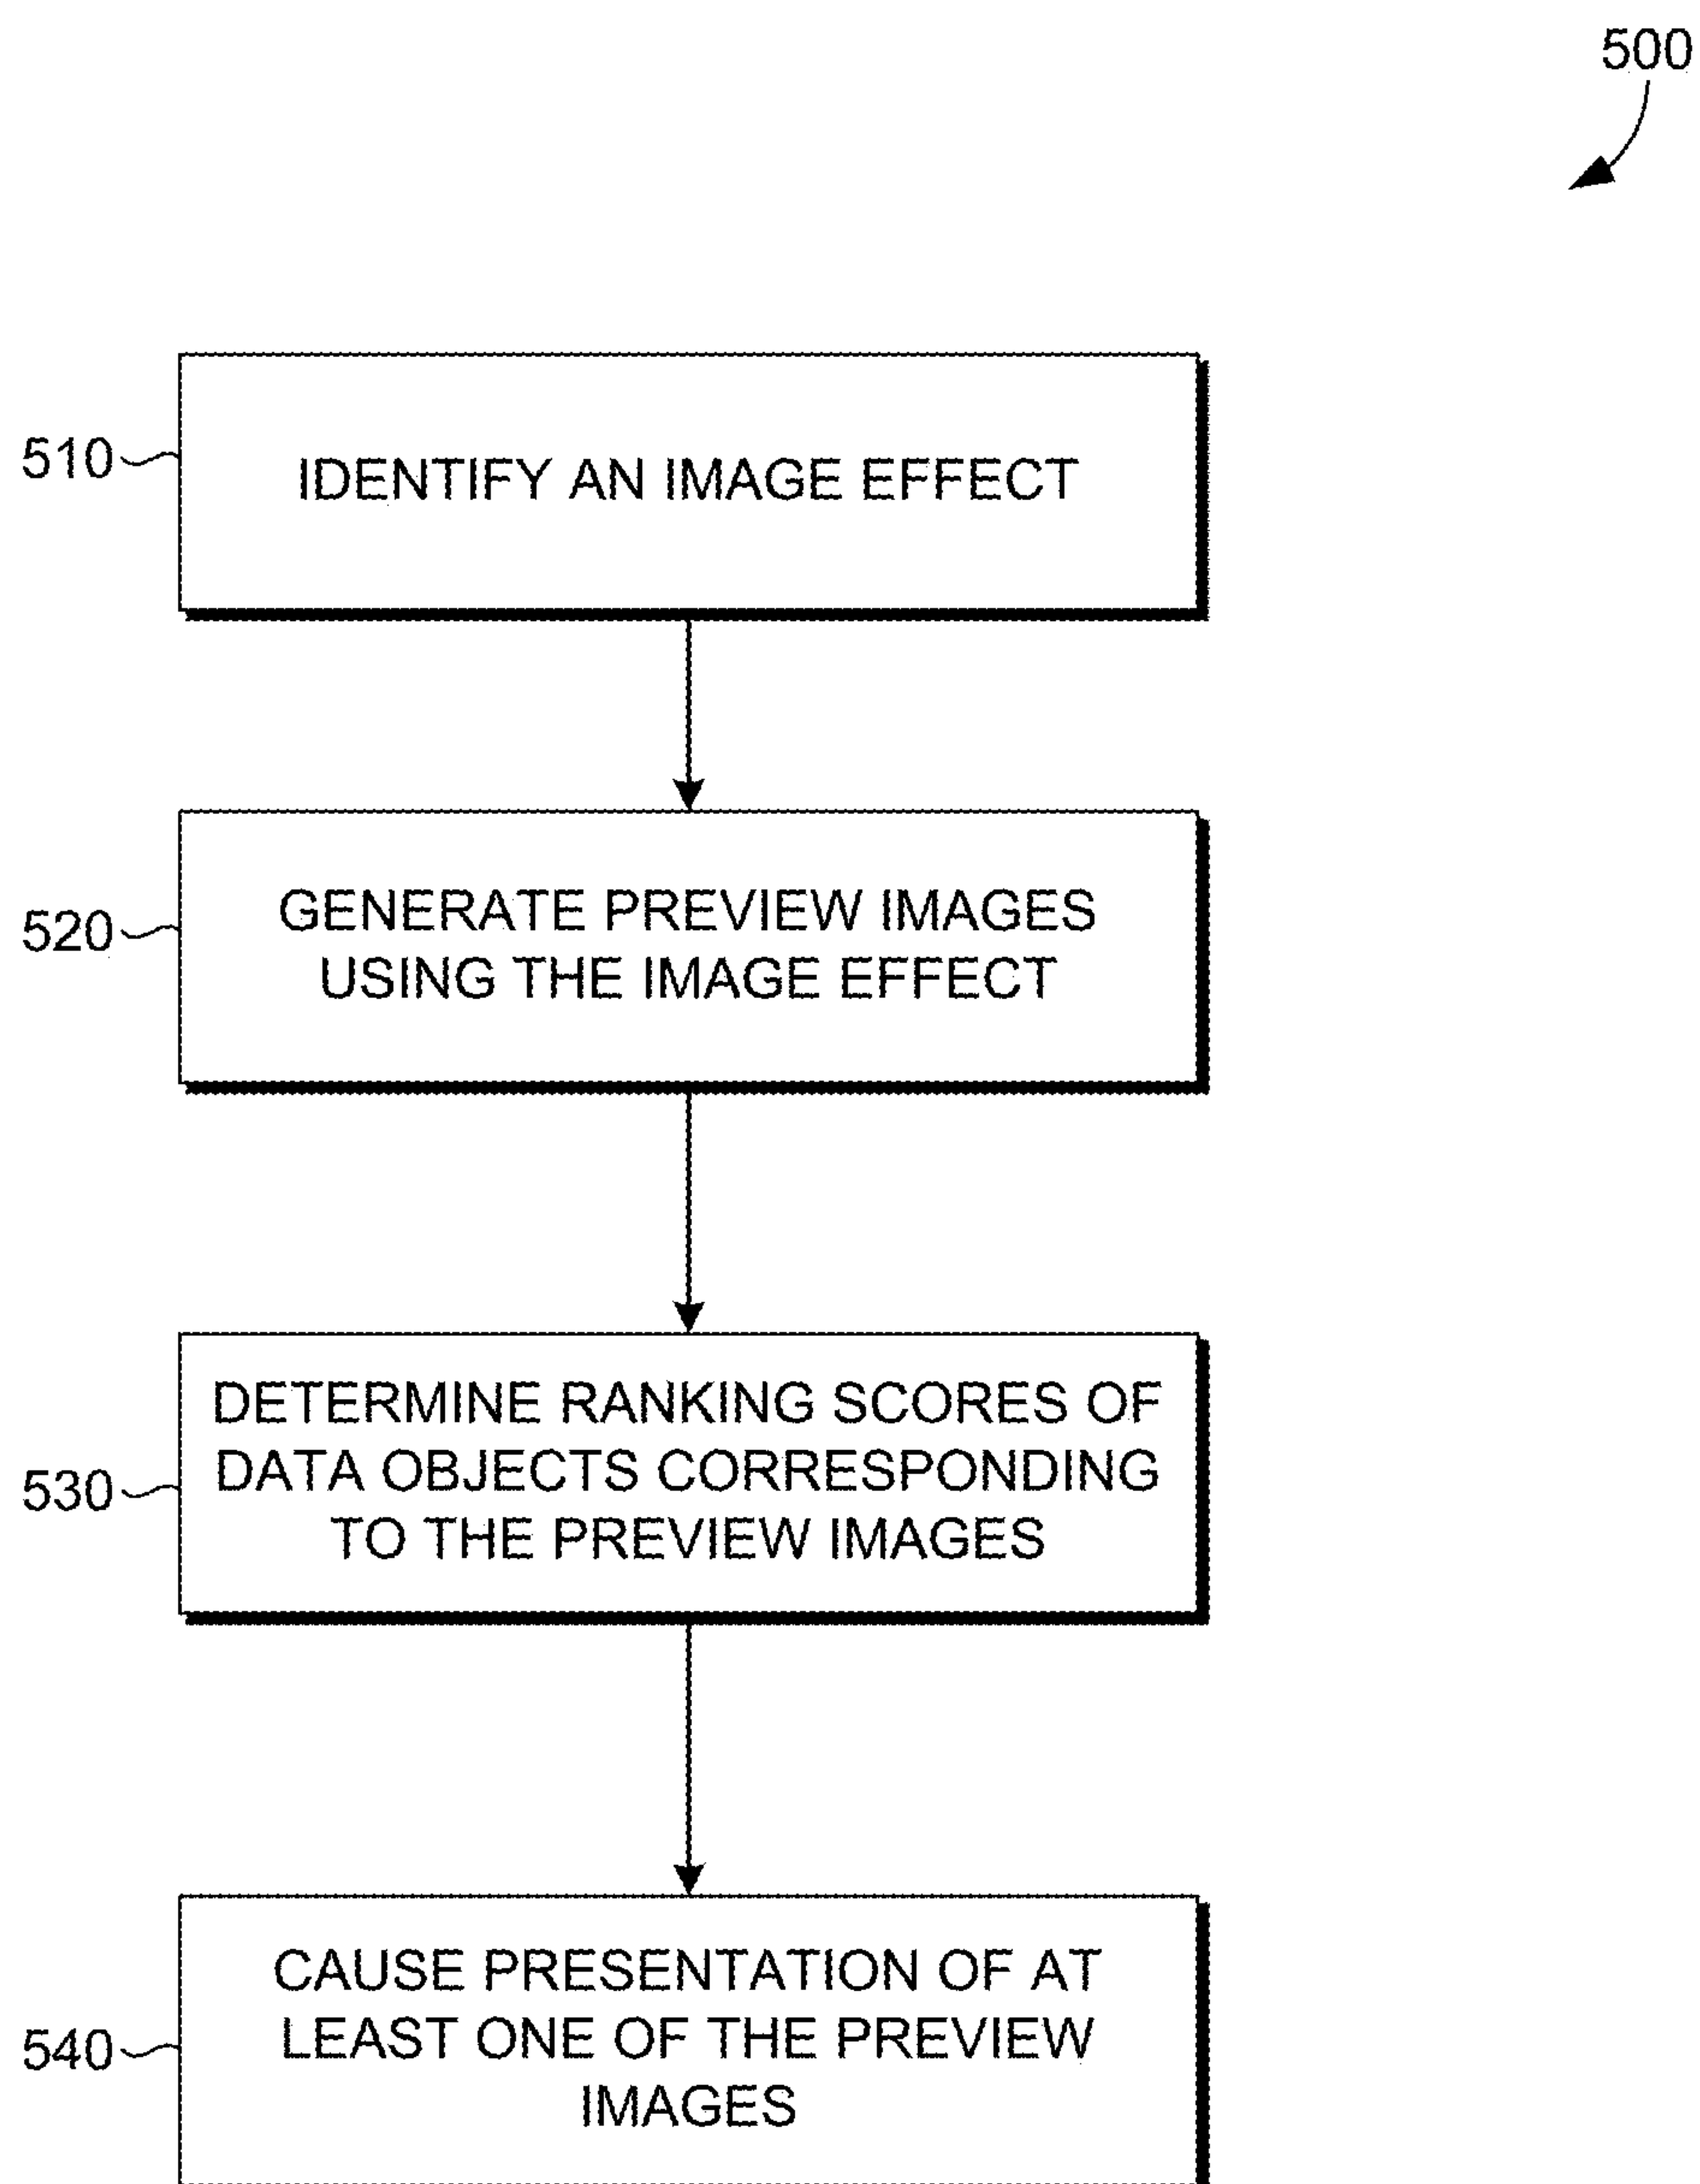 500
510
IDENTIFY AN IMAGE EFFECT
520
GENERATE PREVIEW IMAGES
USING THE IMAGE EFFECT
530
DETERMINE RANKING SCORES OF
DATA OBJECTS CORRESPONDING
TO THE PREVIEW IMAGES
540
CAUSE PRESENTATION OF AT
LEAST ONE OF THE PREVIEW
IMAGES